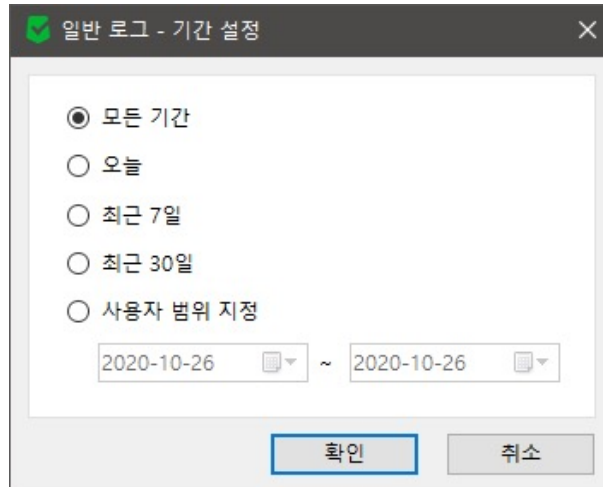 일반 로그 - 기간 설정
모든 기간
오늘
최근 7일
최근 30일
사용자 범위 지정
2020-10-26 ~ 2020-10-26
확인 취소